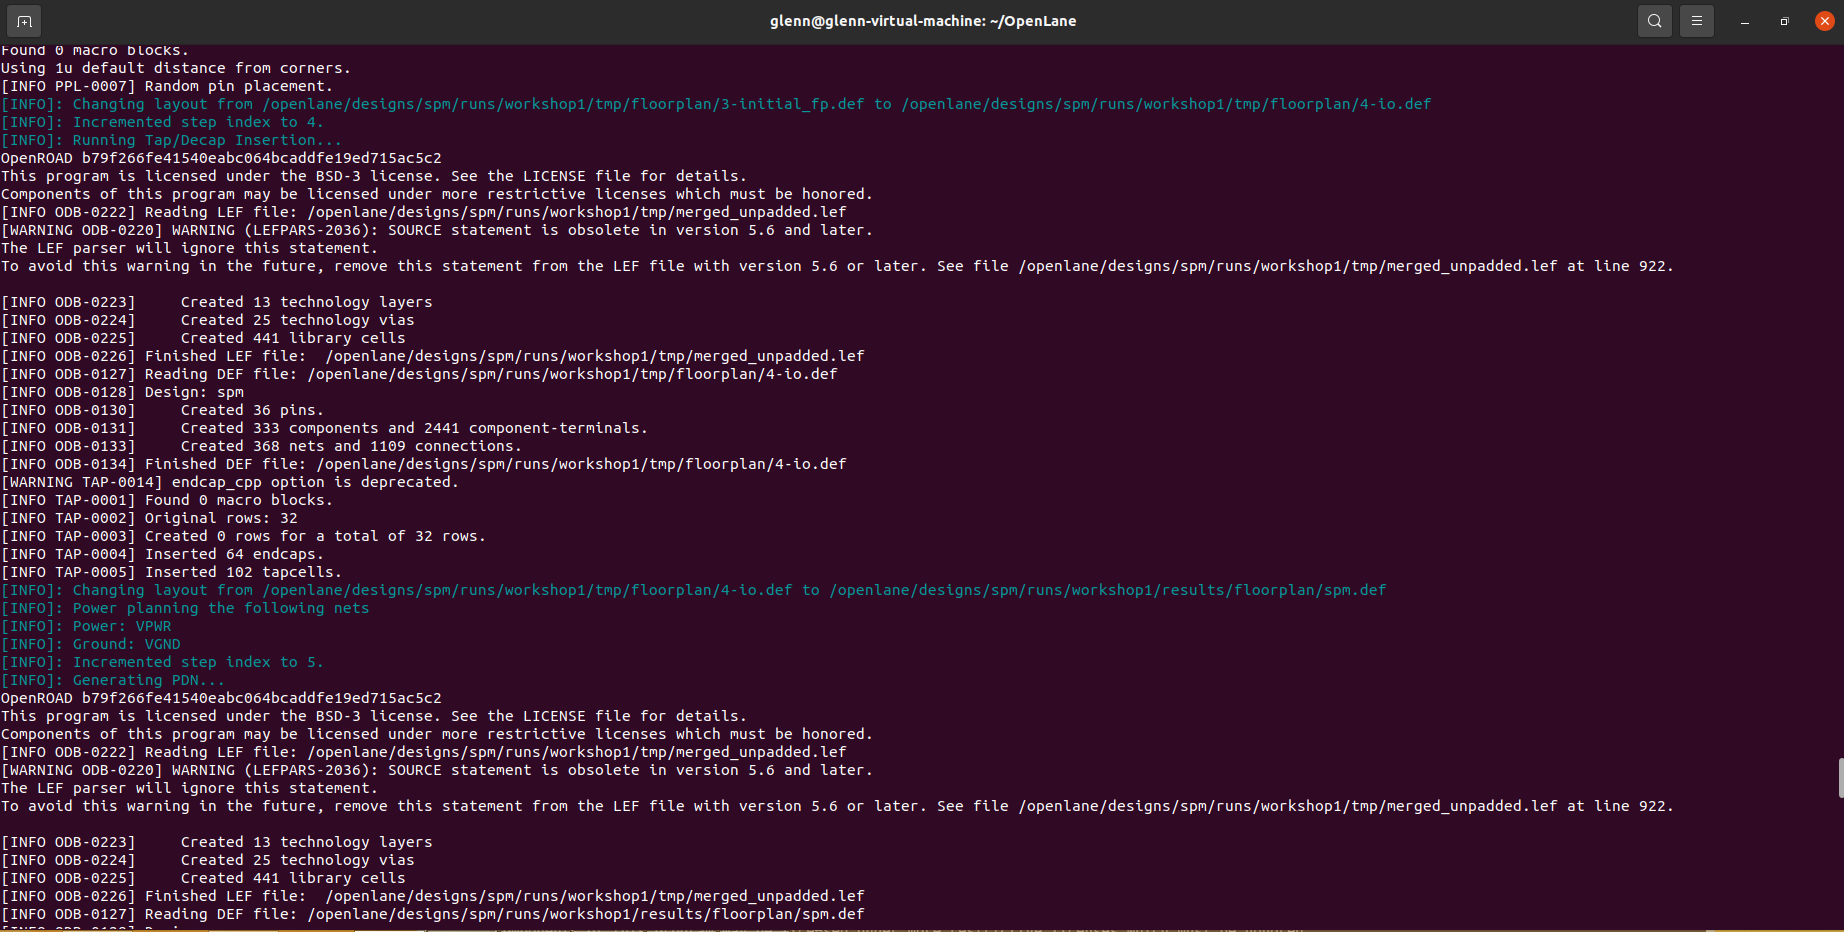 glenn@glenn-virtual-machine: ~/OpenLane
Found 0 macro blocks.
Using 1u default distance from corners.
[INFO PPL-0007] Random pin placement.
[INFO]: Changing layout from /openlane/designs/spm/runs/workshop1/tmp/floorplan/3-initial_fp.def to /openlane/designs/spm/runs/workshop1/tmp/floorplan/4-io.def
[INFO]: Incremented step index to 4.
[INFO]: Running Tap/Decap Insertion...
OpenROAD b79f266fe41540eabc064bcaddfe19ed715ac5c2
This program is licensed under the BSD-3 license. See the LICENSE file for details.
Components of this program may be licensed under more restrictive licenses which must be honored.
[INFO ODB-0222] Reading LEF file: /openlane/designs/spm/runs/workshop1/tmp/merged_unpadded.lef
[WARNING ODB-0220] WARNING (LEFPARS-2036): SOURCE statement is obsolete in version 5.6 and later.
The LEF parser will ignore this statement.
To avoid this warning in the future, remove this statement from the LEF file with version 5.6 or later. See file /openlane/designs/spm/runs/workshop1/tmp/merged_unpadded.lef at line 922.
[INFO ODB-0223]     Created 13 technology layers
[INFO ODB-0224]     Created 25 technology vias
[INFO ODB-0225]     Created 441 library cells
[INFO ODB-0226] Finished LEF file:  /openlane/designs/spm/runs/workshop1/tmp/merged_unpadded.lef
[INFO ODB-0127] Reading DEF file: /openlane/designs/spm/runs/workshop1/tmp/floorplan/4-io.def
[INFO ODB-0128] Design: spm
[INFO ODB-0130]     Created 36 pins.
[INFO ODB-0131]     Created 333 components and 2441 component-terminals.
[INFO ODB-0133]     Created 368 nets and 1109 connections.
[INFO ODB-0134] Finished DEF file: /openlane/designs/spm/runs/workshop1/tmp/floorplan/4-io.def
[WARNING TAP-0014] endcap_cpp option is deprecated.
[INFO TAP-0001] Found 0 macro blocks.
[INFO TAP-0002] Original rows: 32
[INFO TAP-0003] Created 0 rows for a total of 32 rows.
[INFO TAP-0004] Inserted 64 endcaps.
[INFO TAP-0005] Inserted 102 tapcells.
[INFO]: Changing layout from /openlane/designs/spm/runs/workshop1/tmp/floorplan/4-io.def to /openlane/designs/spm/runs/workshop1/results/floorplan/spm.def
[INFO]: Power planning the following nets
[INFO]: Power: VPWR
[INFO]: Ground: VGND
[INFO]: Incremented step index to 5.
[INFO]: Generating PDN...
OpenROAD b79f266fe41540eabc064bcaddfe19ed715ac5c2
This program is licensed under the BSD-3 license. See the LICENSE file for details.
Components of this program may be licensed under more restrictive licenses which must be honored.
[INFO ODB-0222] Reading LEF file: /openlane/designs/spm/runs/workshop1/tmp/merged_unpadded.lef
[WARNING ODB-0220] WARNING (LEFPARS-2036): SOURCE statement is obsolete in version 5.6 and later.
The LEF parser will ignore this statement.
To avoid this warning in the future, remove this statement from the LEF file with version 5.6 or later. See file /openlane/designs/spm/runs/workshop1/tmp/merged_unpadded.lef at line 922.
[INFO ODB-0223]     Created 13 technology layers
[INFO ODB-0224]     Created 25 technology vias
[INFO ODB-0225]     Created 441 library cells
[INFO ODB-0226] Finished LEF file:  /openlane/designs/spm/runs/workshop1/tmp/merged_unpadded.lef
[INFO ODB-0127] Reading DEF file: /openlane/designs/spm/runs/workshop1/results/floorplan/spm.def